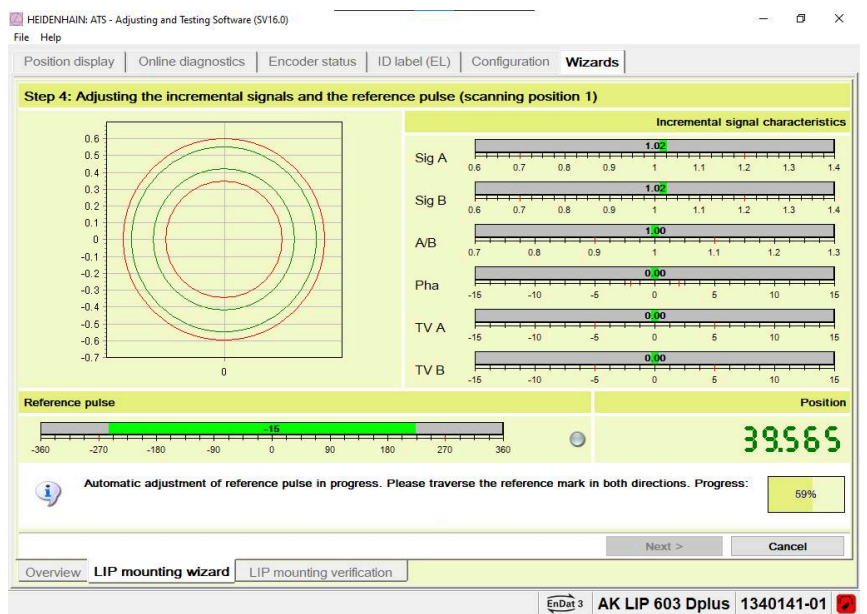 HEIDENHAIN: ATS - Adjusting and Testing Software (SV16.0)
File Help
Position display Online diagnostics Encoder status ID label (EL) Configuration Wizards
Step 4: Adjusting the incremental signals and the reference pulse (scanning position 1)
Incremental signal characteristics
0.6
0.5
0.4
0.3
0.2
0.1
0
-0.1
-0.2
-0.3
-0.4
-0.5
-0.6
-0.7
0
Sig A
1.02
0.6 0.7 0.8 0.9 1 1.1 1.2 1.3 1.4
Sig B
1.02
0.6 0.7 0.8 0.9 1 1.1 1.2 1.3 1.4
A/B
1.00
0.7 0.8 0.9 1 1.1 1.2 1.3
Pha
0.00
-15 -10 -5 0 5 10 15
TV A
0.00
-15 -10 -5 0 5 10 15
TV B
0.00
-15 -10 -5 0 5 10 15
Reference pulse
-15
-360 -270 -180 -90 0 90 180 270 360
Position
39.565
Automatic adjustment of reference pulse in progress. Please traverse the reference mark in both directions. Progress:
59%
Next > Cancel
Overview LIP mounting wizard LIP mounting verification
EnDat 3 AK LIP 603 Dplus 1340141-01